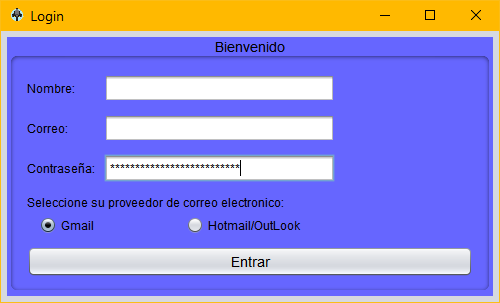 Login
Bienvenido
Nombre:
Correo:
Contraseña: **************************
Seleccione su proveedor de correo electronico:
Gmail Hotmail/OutLook
Entrar